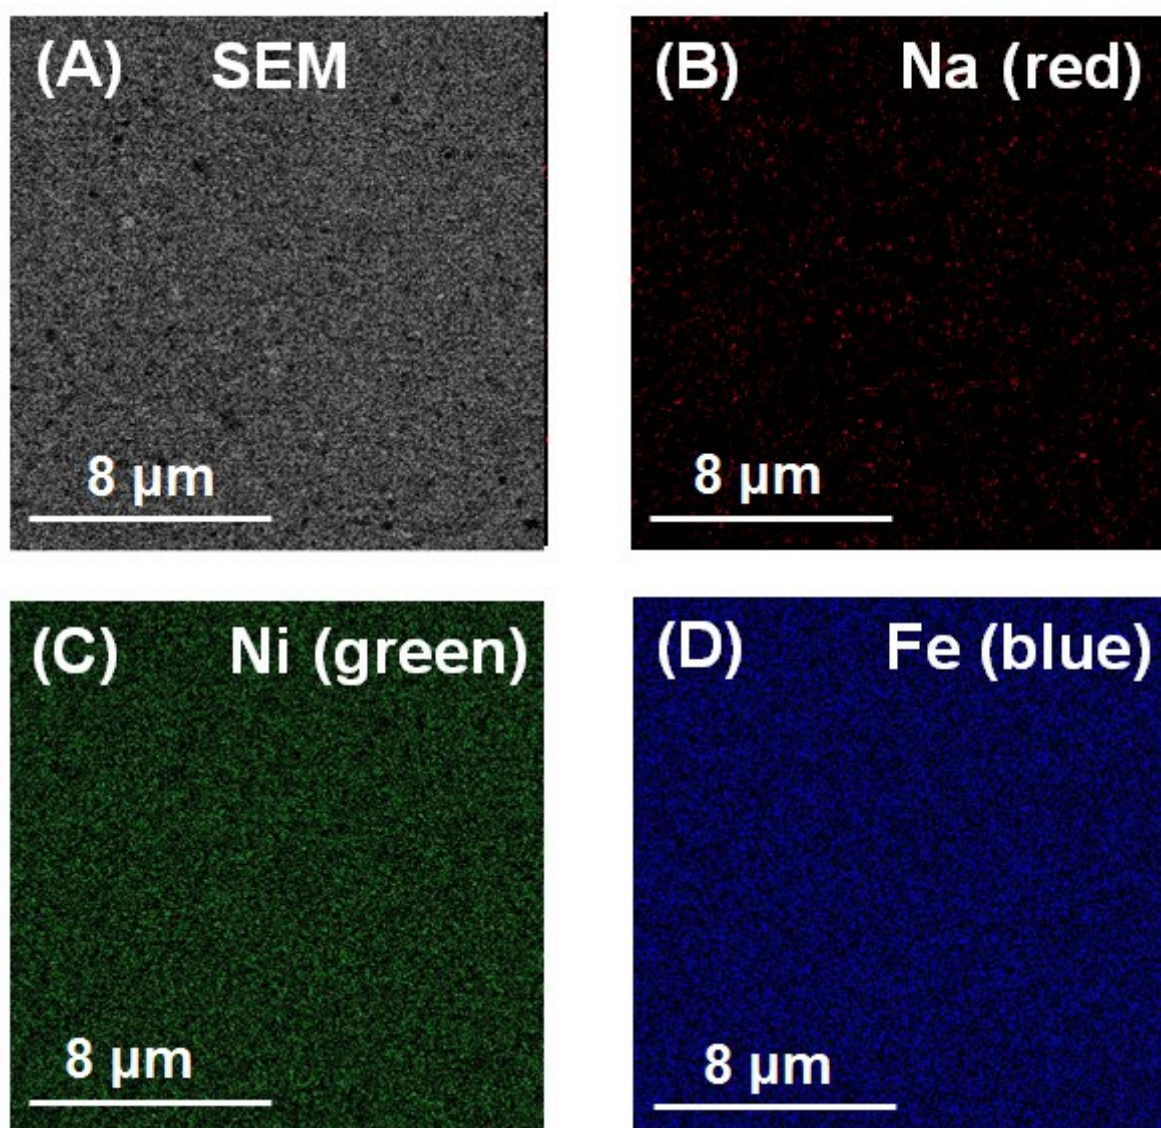 (A) SEM
8 µm
(B) Na (red)
8 µm
(C) Ni (green)
8 µm
(D) Fe (blue)
8 µm